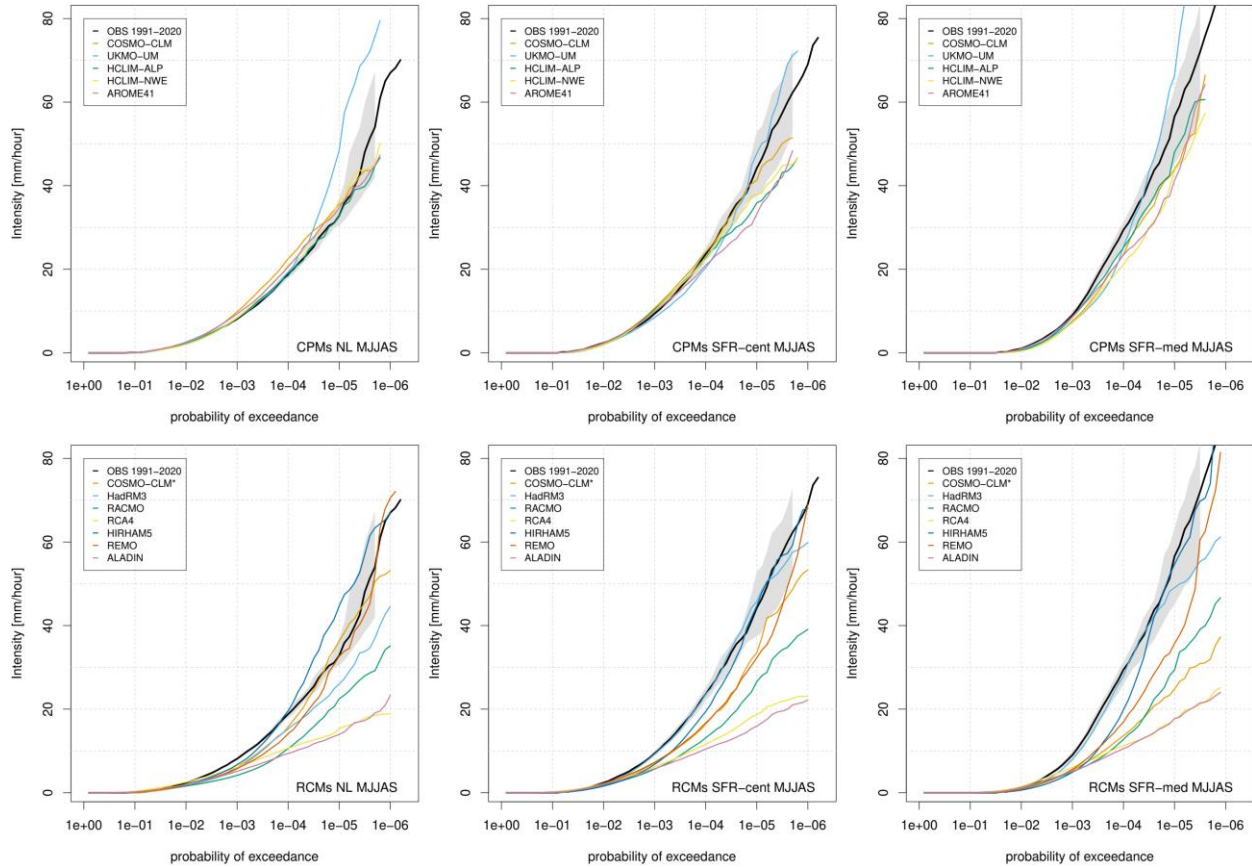 80
60
40
20
0
Intensity [mm/hour]
OBS 1991−2020
COSMO−CLM
UKMO−UM
HCLIM−ALP
HCLIM−NWE
AROME41
CPMs NL MJJAS
1e+00 1e−01 1e−02 1e−03 1e−04 1e−05 1e−06
probability of exceedance
80
60
40
20
0
Intensity [mm/hour]
OBS 1991−2020
COSMO−CLM
UKMO−UM
HCLIM−ALP
HCLIM−NWE
AROME41
CPMs SFR−cent MJJAS
1e+00 1e−01 1e−02 1e−03 1e−04 1e−05 1e−06
probability of exceedance
80
60
40
20
0
Intensity [mm/hour]
OBS 1991−2020
COSMO−CLM
UKMO−UM
HCLIM−ALP
HCLIM−NWE
AROME41
CPMs SFR−med MJJAS
1e+00 1e−01 1e−02 1e−03 1e−04 1e−05 1e−06
probability of exceedance
80
60
40
20
0
Intensity [mm/hour]
OBS 1991−2020
COSMO−CLM*
HadRM3
RACMO
RCA4
HIRHAM5
REMO
ALADIN
RCMs NL MJJAS
1e+00 1e−01 1e−02 1e−03 1e−04 1e−05 1e−06
probability of exceedance
80
60
40
20
0
Intensity [mm/hour]
OBS 1991−2020
COSMO−CLM*
HadRM3
RACMO
RCA4
HIRHAM5
REMO
ALADIN
RCMs SFR−cent MJJAS
1e+00 1e−01 1e−02 1e−03 1e−04 1e−05 1e−06
probability of exceedance
80
60
40
20
0
Intensity [mm/hour]
OBS 1991−2020
COSMO−CLM*
HadRM3
RACMO
RCA4
HIRHAM5
REMO
ALADIN
RCMs SFR−med MJJAS
1e+00 1e−01 1e−02 1e−03 1e−04 1e−05 1e−06
probability of exceedance